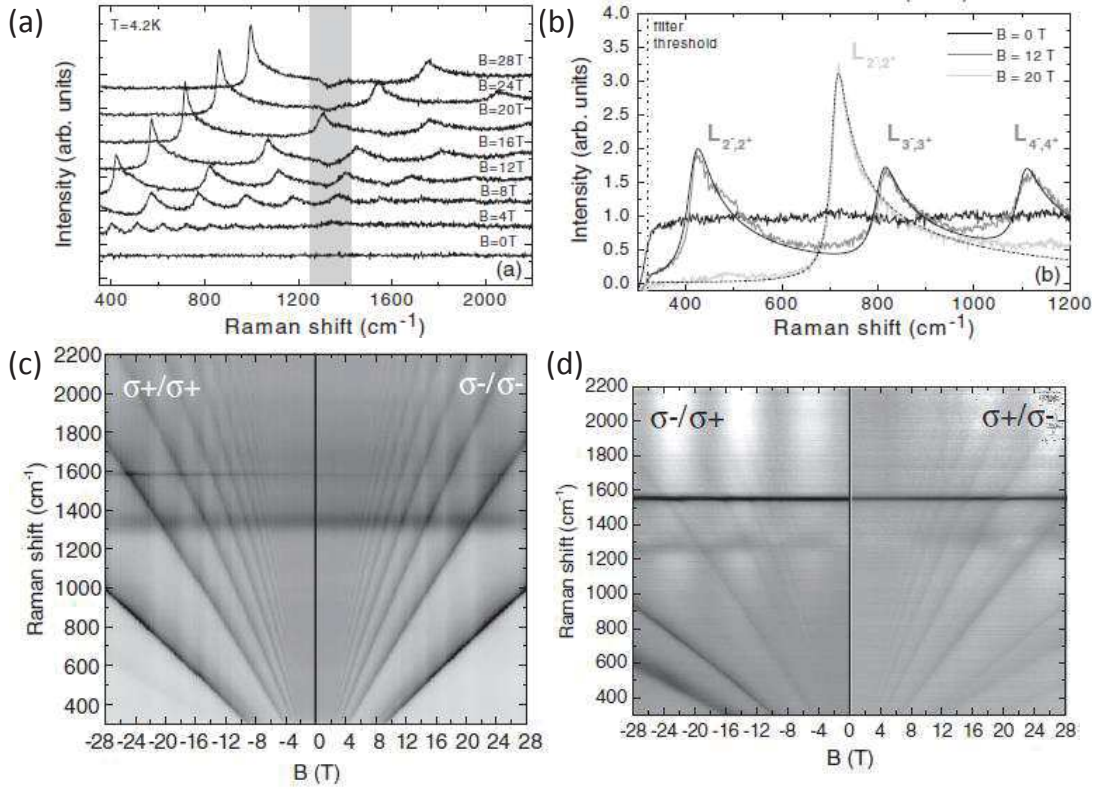 (a)
T=4.2K
B=28T
B=24T
B=20T
B=16T
B=12T
B=8T
B=4T
B=0T
(a)
Intensity (arb. units)
400
800
1200
1600
2000
Raman shift (cm-1)
(b)
filter
threshold
L2-,2+
B = 0 T
B = 12 T
B = 20 T
L2-,2+
L3-,3+
L4-,4+
4.0
3.5
3.0
2.5
2.0
1.5
1.0
0.5
0.0
Intensity (arb. units)
(b)
400
600
800
1000
1200
Raman shift (cm-1)
(c)
σ+/σ+
σ-/σ-
2200
2000
1800
1600
1400
1200
1000
800
600
400
Raman shift (cm-1)
-28 -24 -20 -16 -12 -8 -4 0 4 8 12 16 20 24 28
B (T)
(d)
σ-/σ+
σ+/σ-
2200
2000
1800
1600
1400
1200
1000
800
600
400
Raman shift (cm-1)
-28 -24 -20 -16 -12 -8 -4 0 4 8 12 16 20 24 28
B (T)